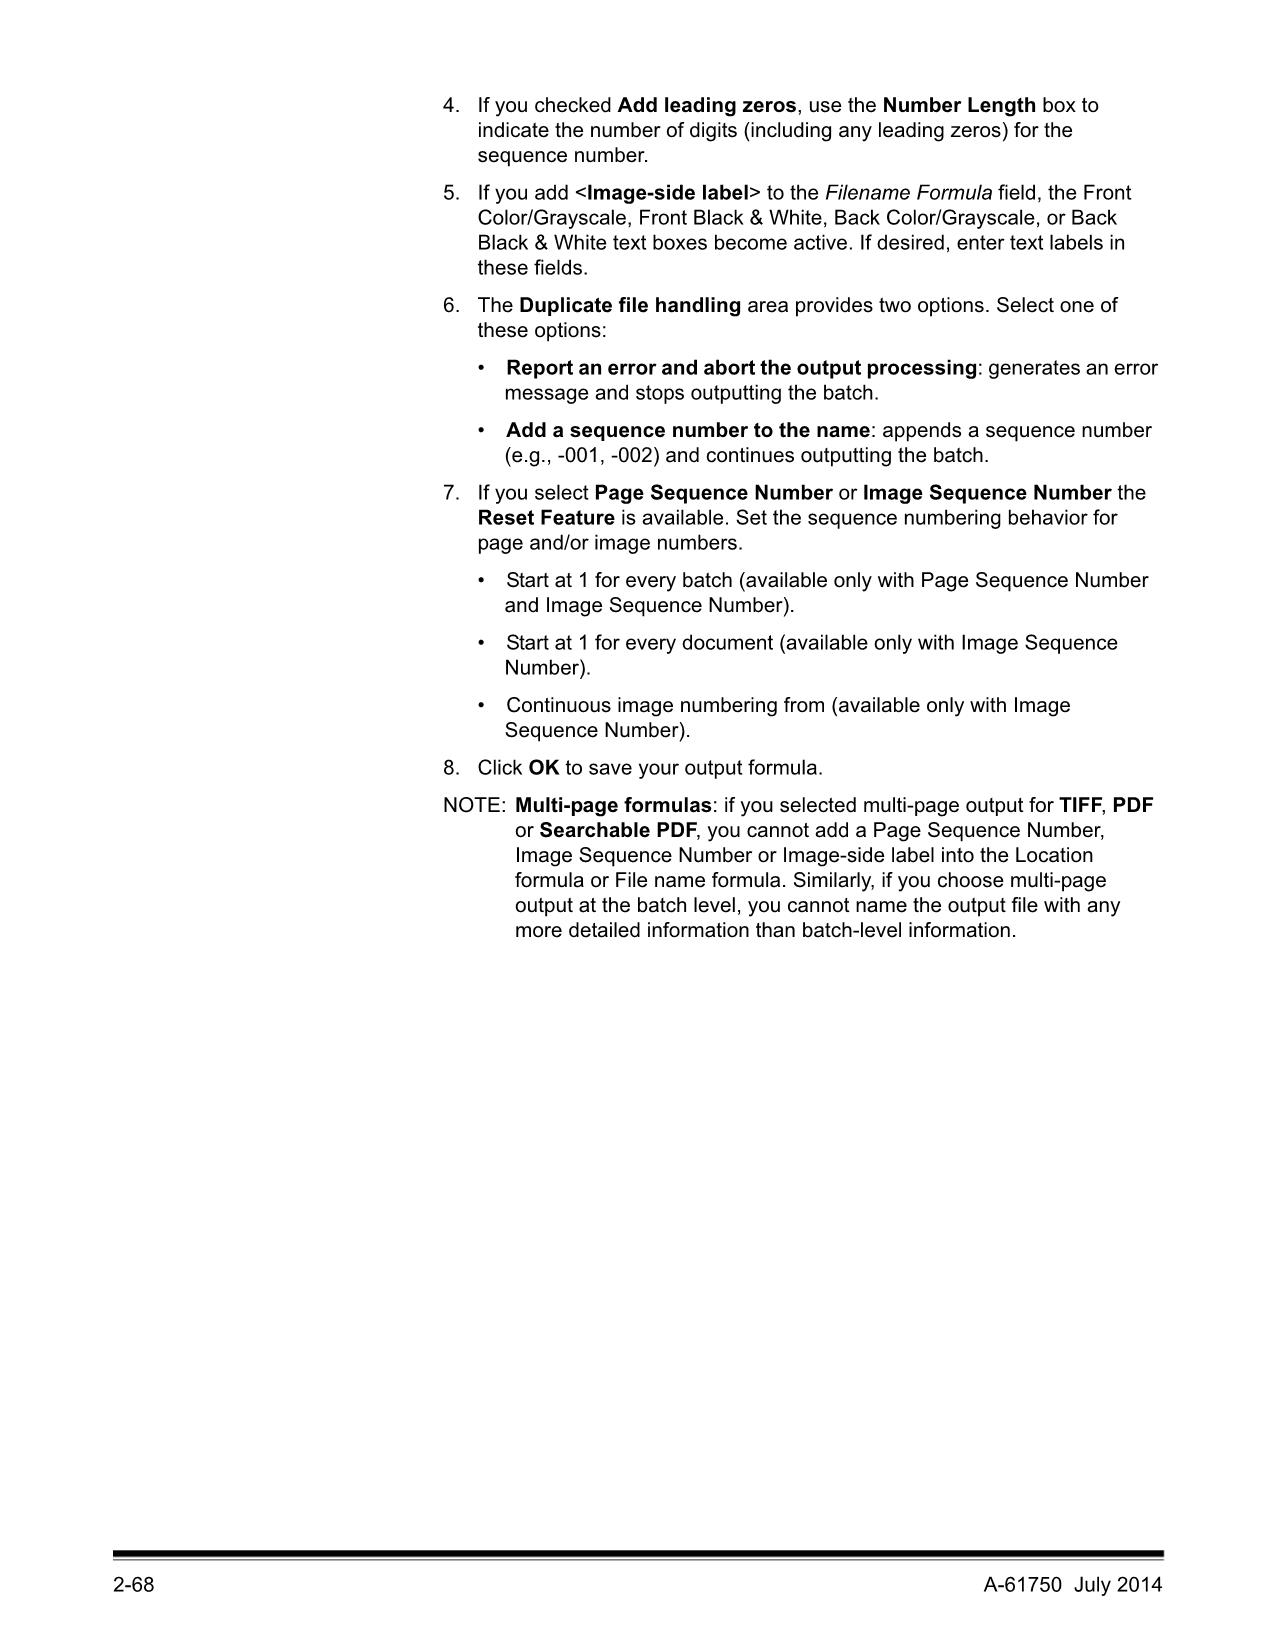 4. If you checked Add leading zeros, use the Number Length box to
indicate the number of digits (including any leading zeros) for the
sequence number.
5. If you add <Image-side label> to the Filename Formula field, the Front
Color/Grayscale, Front Black & White, Back Color/Grayscale, or Back
Black & White text boxes become active. If desired, enter text labels in
these fields.
6. The Duplicate file handling area provides two options. Select one of
these options:
• Report an error and abort the output processing: generates an error
message and stops outputting the batch.
• Add a sequence number to the name: appends a sequence number
(e.g., -001, -002) and continues outputting the batch.
7. If you select Page Sequence Number or Image Sequence Number the
Reset Feature is available. Set the sequence numbering behavior for
page and/or image numbers.
• Start at 1 for every batch (available only with Page Sequence Number
and Image Sequence Number).
• Start at 1 for every document (available only with Image Sequence
Number).
• Continuous image numbering from (available only with Image
Sequence Number).
8. Click OK to save your output formula.
NOTE: Multi-page formulas: if you selected multi-page output for TIFF, PDF
or Searchable PDF, you cannot add a Page Sequence Number,
Image Sequence Number or Image-side label into the Location
formula or File name formula. Similarly, if you choose multi-page
output at the batch level, you cannot name the output file with any
more detailed information than batch-level information.
2-68 A-61750 July 2014